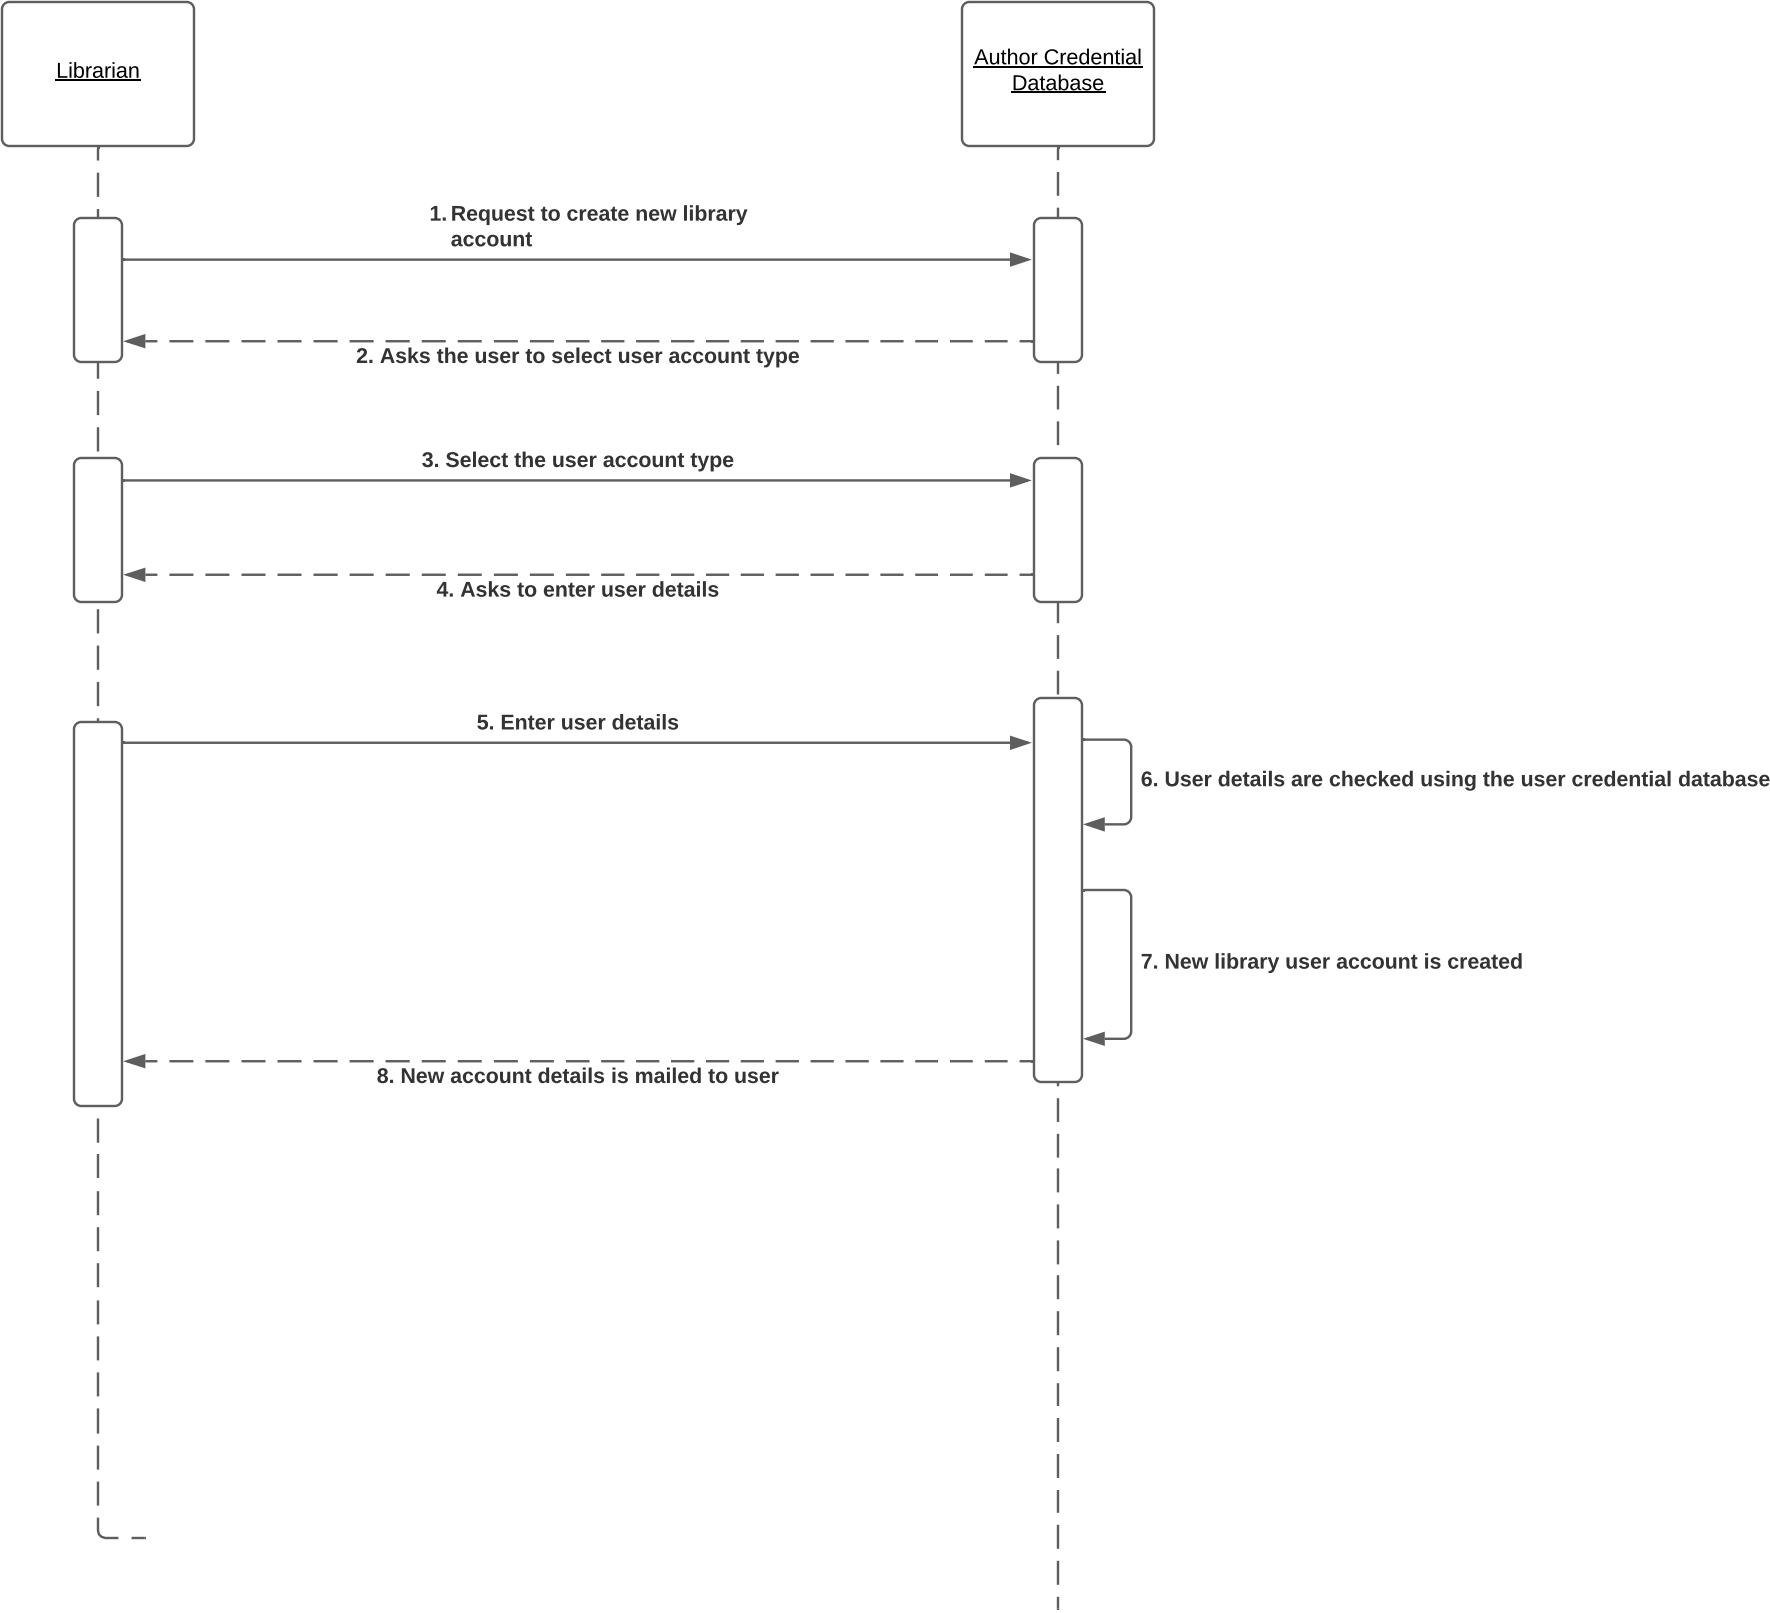 Librarian
Author Credential
Database
1. Request to create new library
account
2. Asks the user to select user account type
3. Select the user account type
4. Asks to enter user details
5. Enter user details
6. User details are checked using the user credential database
7. New library user account is created
8. New account details is mailed to user